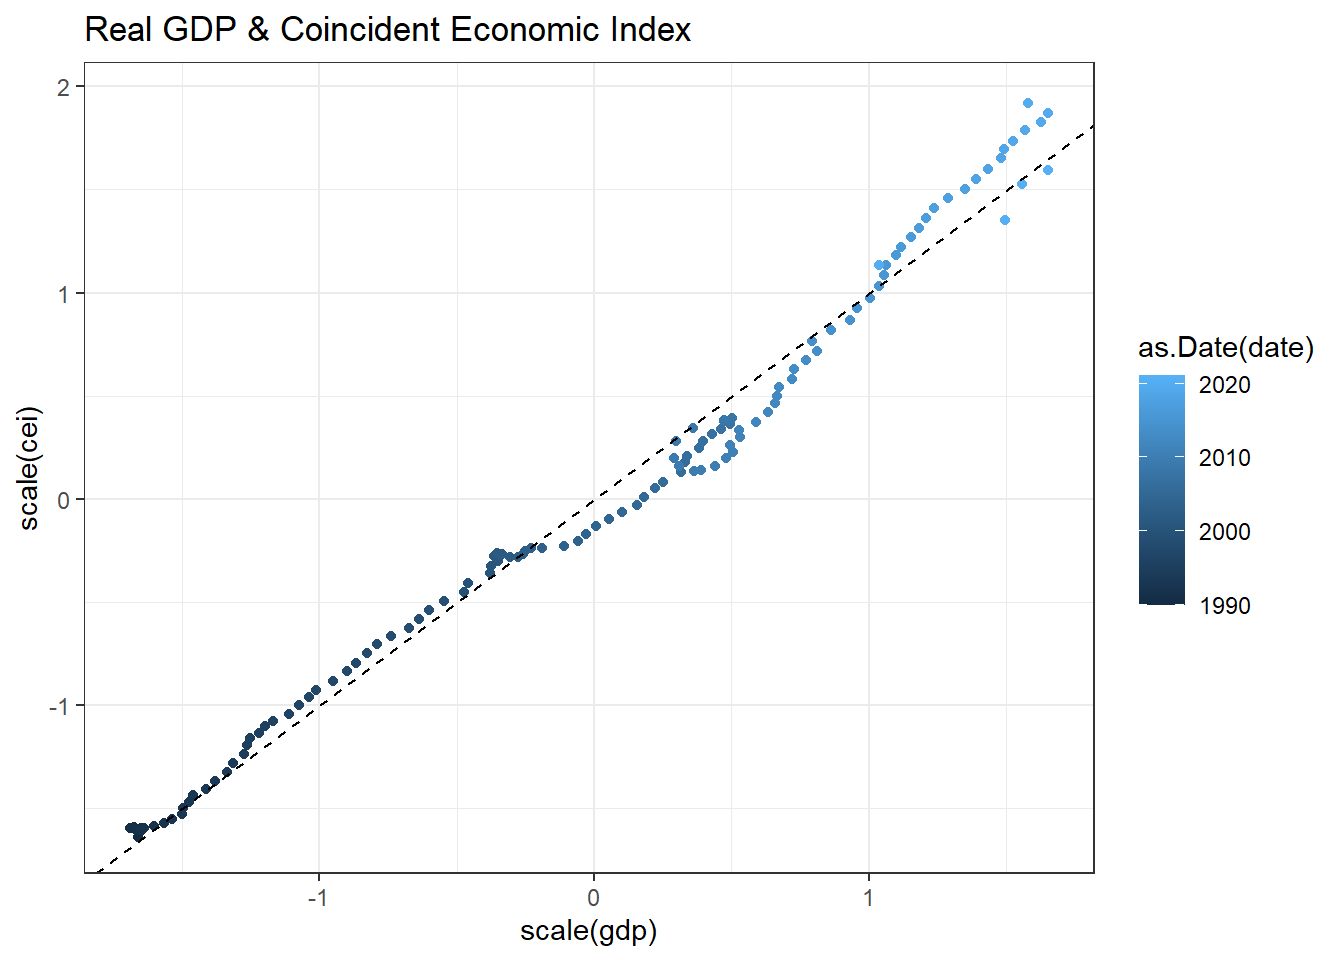 Real GDP & Coincident Economic Index
2
1
0
-1
scale(cei)
-1
0
1
scale(gdp)
as.Date(date)
2020
2010
2000
1990